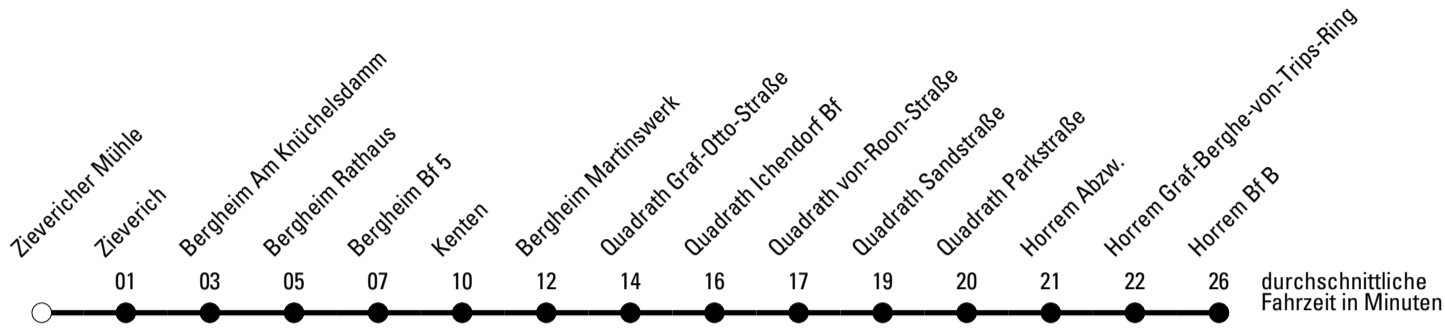 Zievericher Mühle
Zieverich
Bergheim Am Knüchelsdamm
Bergheim Rathaus
Bergheim Bf 5
Kenten
Bergheim Martinswerk
Quadrath Graf-Otto-Straße
Quadrath Ichendorf Bf
Quadrath von-Roon-Straße
Quadrath Sandstraße
Quadrath Parkstraße
Horrem Abzw.
Horrem Graf-Berghe-von-Trips-Ring
Horrem Bf B
01 03 05 07 10 12 14 16 17 19 20 21 22 26
durchschnittliche
Fahrzeit in Minuten